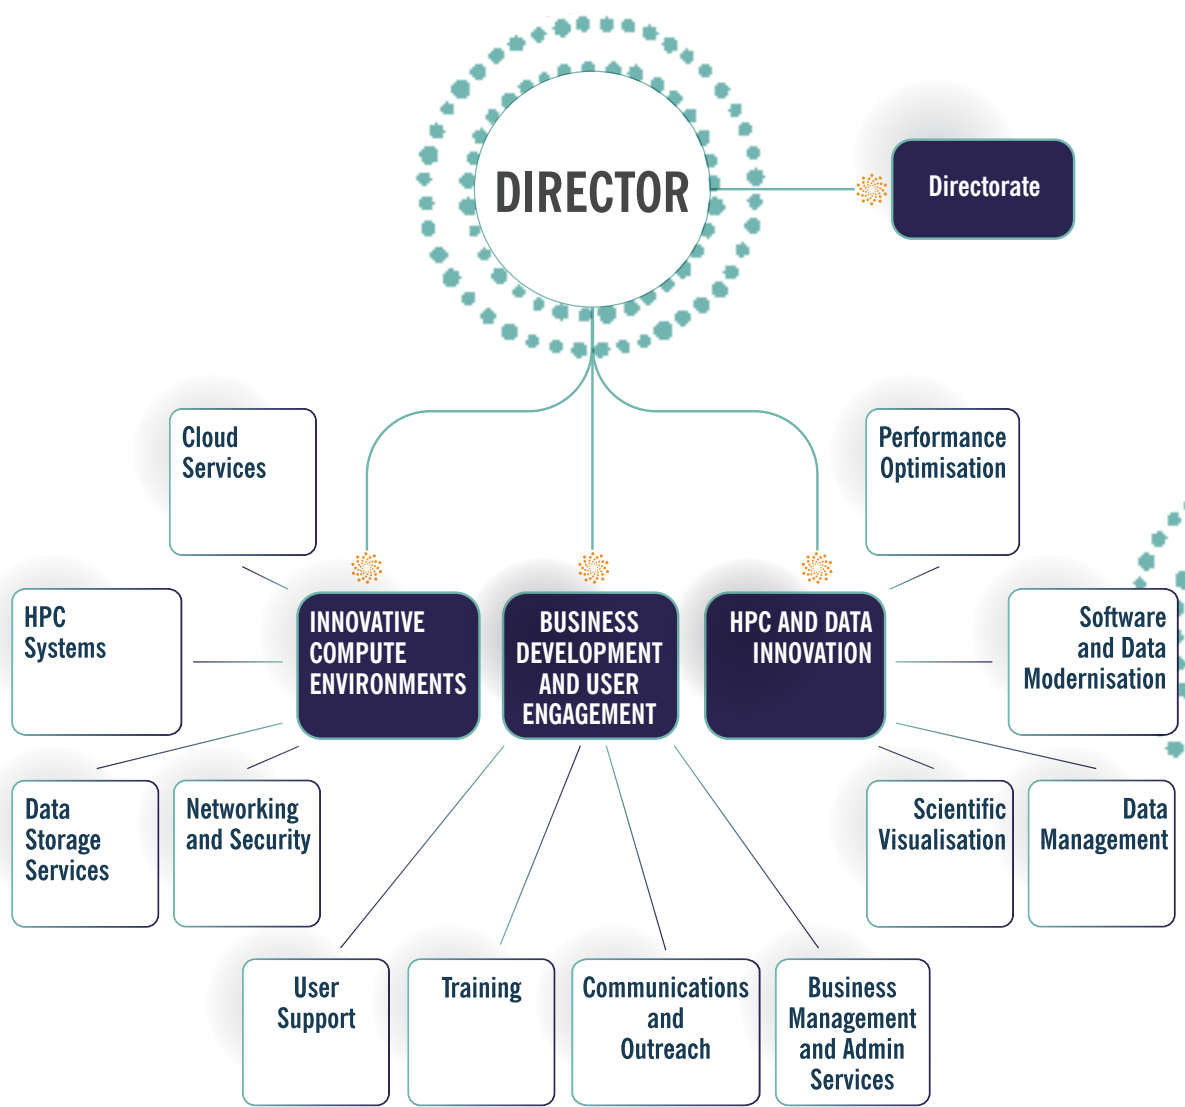 DIRECTOR
Directorate
Cloud
Services
Performance
Optimisation
HPC
Systems
INNOVATIVE
COMPUTE
ENVIRONMENTS
BUSINESS
DEVELOPMENT
AND USER
ENGAGEMENT
HPC AND DATA
INNOVATION
Software
and Data
Modernisation
Data
Storage
Services
Networking
and Security
Scientific
Visualisation
Data
Management
User
Support
Training
Communications
and
Outreach
Business
Management
and Admin
Services